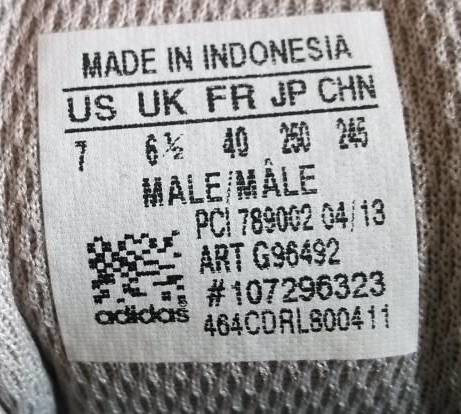 MADE IN INDONESIA
US UK FR JP CHN
7 6½ 40 250 245
MALE/MÂLE
PCI 789002 04/13
ART G96492
#107296323
adidas
464CDRL800411